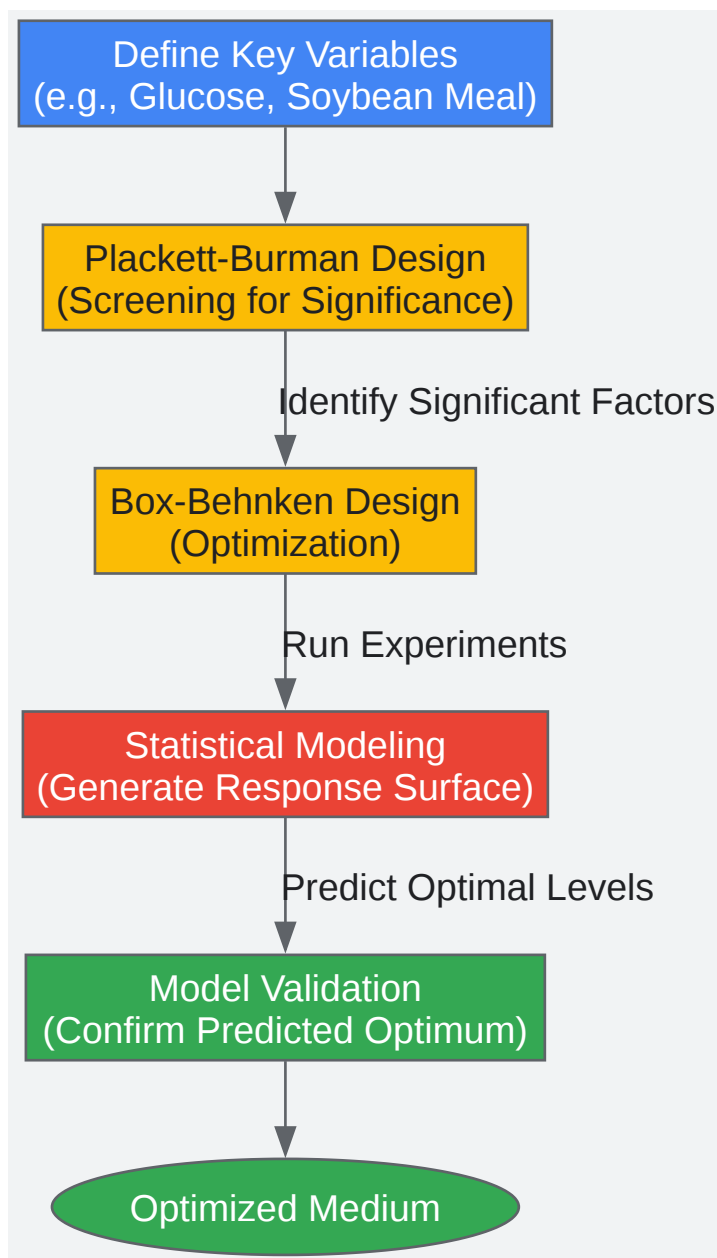 Define Key Variables
(e.g., Glucose, Soybean Meal)
Plackett-Burman Design
(Screening for Significance)
Identify Significant Factors
Box-Behnken Design
(Optimization)
Run Experiments
Statistical Modeling
(Generate Response Surface)
Predict Optimal Levels
Model Validation
(Confirm Predicted Optimum)
Optimized Medium